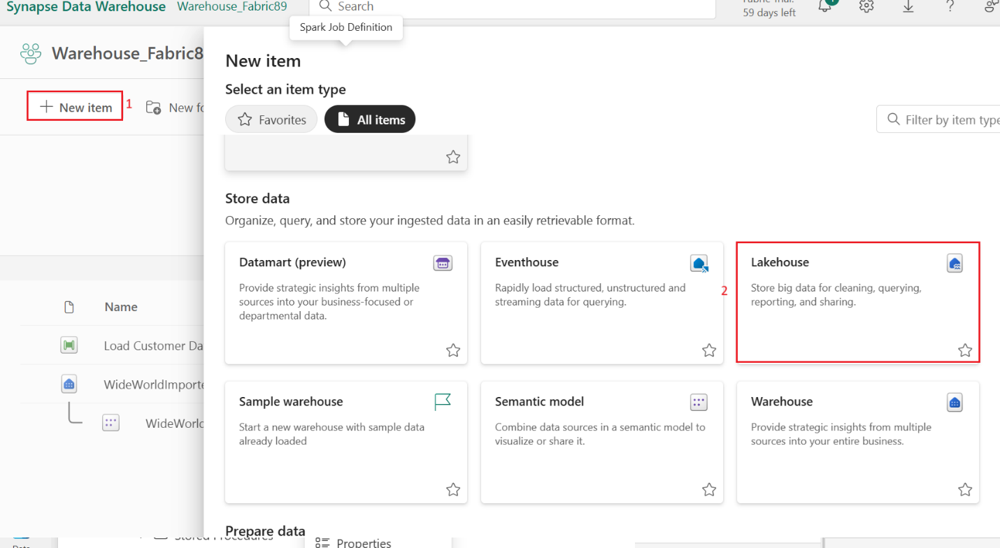 Synapse Data Warehouse Warehouse_Fabric89
Search
Fabric Trial:
59 days left
Spark Job Definition
Warehouse_Fabric8
New item
Select an item type
+ New item 1
New fo
Favorites
All items
Filter by item type
Store data
Organize, query, and store your ingested data in an easily retrievable format.
Datamart (preview)
Provide strategic insights from multiple
sources into your business-focused or
departmental data.
Eventhouse
Rapidly load structured, unstructured and
streaming data for querying.
2
Lakehouse
Store big data for cleaning, querying,
reporting, and sharing.
Name
Load Customer Da
WideWorldImporte
WideWorld
Sample warehouse
Start a new warehouse with sample data
already loaded
Semantic model
Combine data sources in a semantic model to
visualize or share it.
Warehouse
Provide strategic insights from multiple
sources into your entire business.
Prepare data
Data
Stored Procedures
Properties